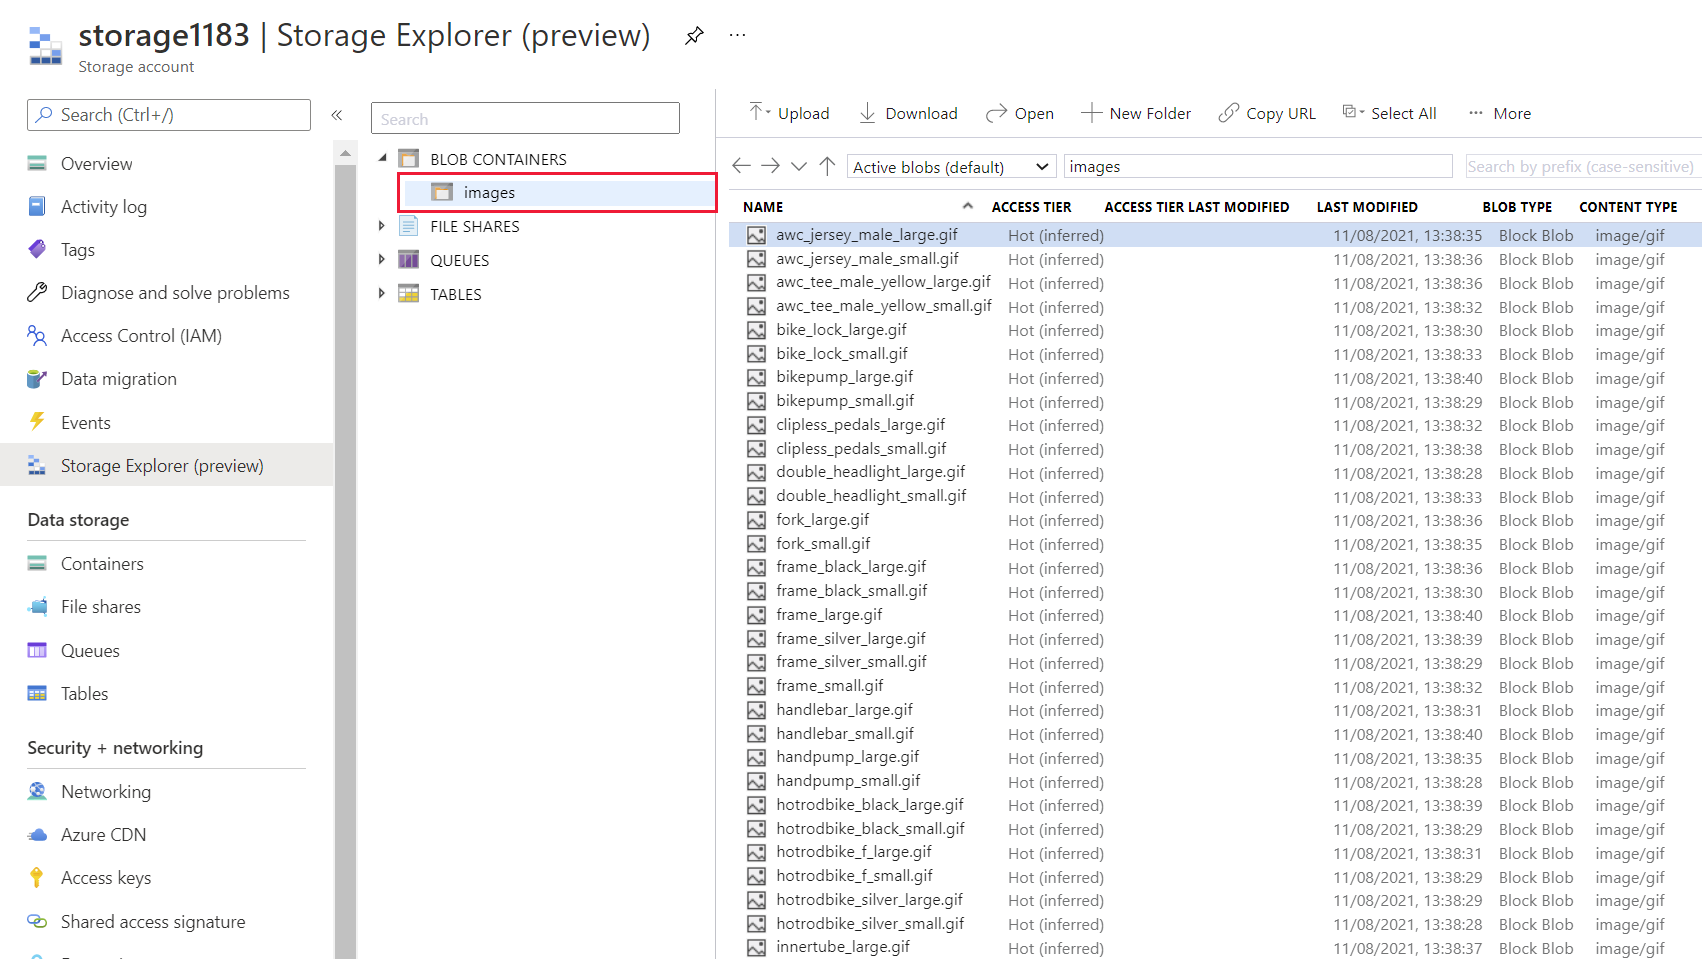 storage1183 | Storage Explorer (preview)
Storage account
Search (Ctrl+/)
«
Overview
Activity log
Tags
Diagnose and solve problems
Access Control (IAM)
Data migration
Events
Storage Explorer (preview)
Data storage
Containers
File shares
Queues
Tables
Security + networking
Networking
Azure CDN
Access keys
Shared access signature
Search
BLOB CONTAINERS
images
FILE SHARES
QUEUES
TABLES
Upload Download Open New Folder Copy URL Select All ... More
Active blobs (default) images Search by prefix (case-sensitive)
NAME ACCESS TIER ACCESS TIER LAST MODIFIED LAST MODIFIED BLOB TYPE CONTENT TYPE
awc_jersey_male_large.gif Hot (inferred) 11/08/2021, 13:38:35 Block Blob image/gif
awc_jersey_male_small.gif Hot (inferred) 11/08/2021, 13:38:36 Block Blob image/gif
awc_tee_male_yellow_large.gif Hot (inferred) 11/08/2021, 13:38:36 Block Blob image/gif
awc_tee_male_yellow_small.gif Hot (inferred) 11/08/2021, 13:38:32 Block Blob image/gif
bike_lock_large.gif Hot (inferred) 11/08/2021, 13:38:30 Block Blob image/gif
bike_lock_small.gif Hot (inferred) 11/08/2021, 13:38:33 Block Blob image/gif
bikepump_large.gif Hot (inferred) 11/08/2021, 13:38:40 Block Blob image/gif
bikepump_small.gif Hot (inferred) 11/08/2021, 13:38:29 Block Blob image/gif
clipless_pedals_large.gif Hot (inferred) 11/08/2021, 13:38:32 Block Blob image/gif
clipless_pedals_small.gif Hot (inferred) 11/08/2021, 13:38:38 Block Blob image/gif
double_headlight_large.gif Hot (inferred) 11/08/2021, 13:38:28 Block Blob image/gif
double_headlight_small.gif Hot (inferred) 11/08/2021, 13:38:33 Block Blob image/gif
fork_large.gif Hot (inferred) 11/08/2021, 13:38:36 Block Blob image/gif
fork_small.gif Hot (inferred) 11/08/2021, 13:38:35 Block Blob image/gif
frame_black_large.gif Hot (inferred) 11/08/2021, 13:38:36 Block Blob image/gif
frame_black_small.gif Hot (inferred) 11/08/2021, 13:38:30 Block Blob image/gif
frame_large.gif Hot (inferred) 11/08/2021, 13:38:40 Block Blob image/gif
frame_silver_large.gif Hot (inferred) 11/08/2021, 13:38:39 Block Blob image/gif
frame_silver_small.gif Hot (inferred) 11/08/2021, 13:38:29 Block Blob image/gif
frame_small.gif Hot (inferred) 11/08/2021, 13:38:32 Block Blob image/gif
handlebar_large.gif Hot (inferred) 11/08/2021, 13:38:31 Block Blob image/gif
handlebar_small.gif Hot (inferred) 11/08/2021, 13:38:40 Block Blob image/gif
handpump_large.gif Hot (inferred) 11/08/2021, 13:38:35 Block Blob image/gif
handpump_small.gif Hot (inferred) 11/08/2021, 13:38:28 Block Blob image/gif
hotrodbike_black_large.gif Hot (inferred) 11/08/2021, 13:38:39 Block Blob image/gif
hotrodbike_black_small.gif Hot (inferred) 11/08/2021, 13:38:29 Block Blob image/gif
hotrodbike_f_large.gif Hot (inferred) 11/08/2021, 13:38:31 Block Blob image/gif
hotrodbike_f_small.gif Hot (inferred) 11/08/2021, 13:38:29 Block Blob image/gif
hotrodbike_silver_large.gif Hot (inferred) 11/08/2021, 13:38:29 Block Blob image/gif
hotrodbike_silver_small.gif Hot (inferred) 11/08/2021, 13:38:28 Block Blob image/gif
innertube_large.gif Hot (inferred) 11/08/2021, 13:38:37 Block Blob image/gif